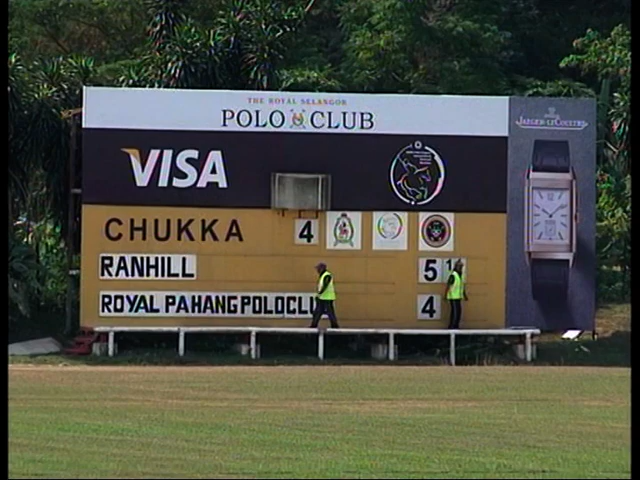 THE ROYAL SELANGOR
POLO CLUB
JAEGER-LECOULTRE
VISA
CHUKKA 4
RANHILL 5
ROYAL PAHANG POLO CLU 4